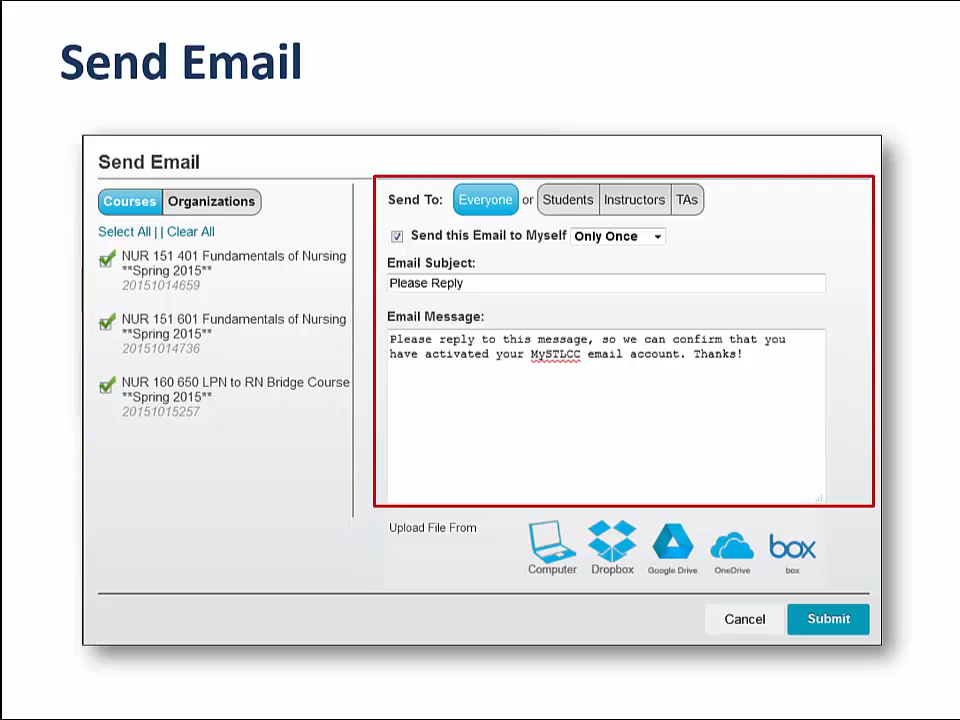 Send Email
Send Email
Courses Organizations
Select All || Clear All
NUR 151 401 Fundamentals of Nursing
**Spring 2015**
20151014659
NUR 151 601 Fundamentals of Nursing
**Spring 2015**
20151014736
NUR 160 650 LPN to RN Bridge Course
**Spring 2015**
20151015257
Send To: Everyone or Students Instructors TAs
Send this Email to Myself Only Once
Email Subject:
Please Reply
Email Message:
Please reply to this message, so we can confirm that you
have activated your MySTLCC email account. Thanks!
Upload File From
Computer Dropbox Google Drive OneDrive box
box
Cancel Submit